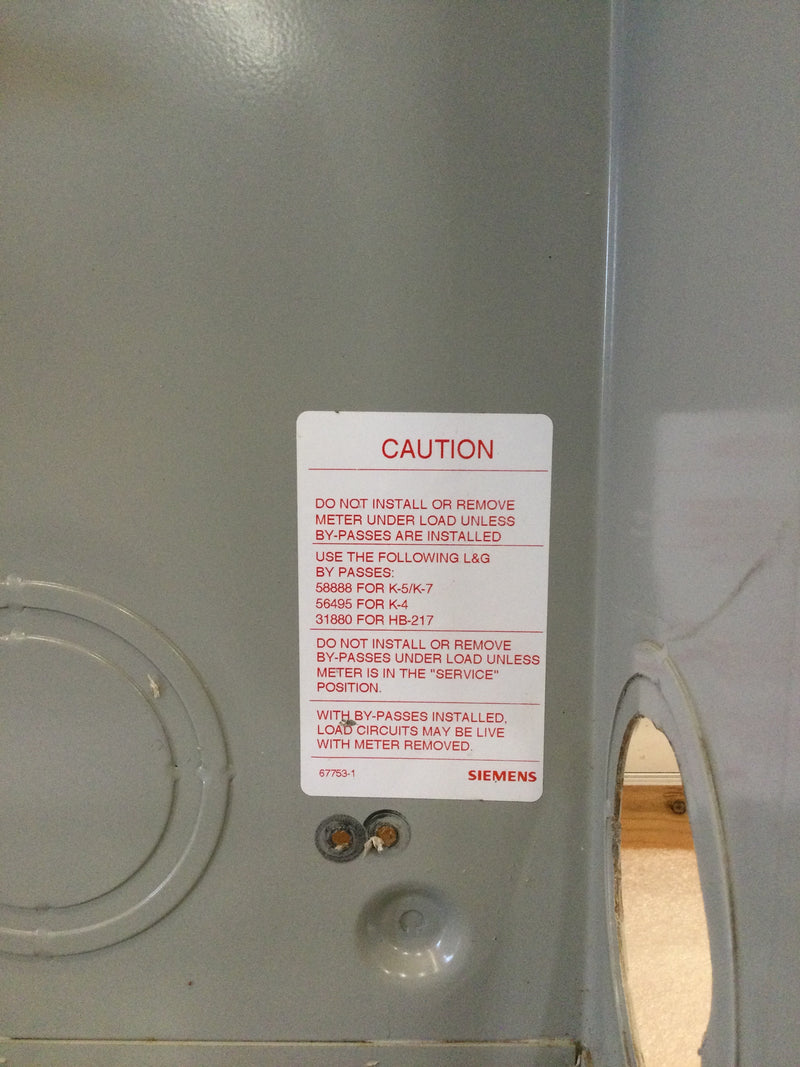 CAUTION
DO NOT INSTALL OR REMOVE
METER UNDER LOAD UNLESS
BY-PASSES ARE INSTALLED
USE THE FOLLOWING L&G
BY PASSES:
58888 FOR K-5/K-7
56495 FOR K-4
31880 FOR HB-217
DO NOT INSTALL OR REMOVE
BY-PASSES UNDER LOAD UNLESS
METER IS IN THE "SERVICE"
POSITION.
WITH BY-PASSES INSTALLED,
LOAD CIRCUITS MAY BE LIVE
WITH METER REMOVED.
67753-1 SIEMENS